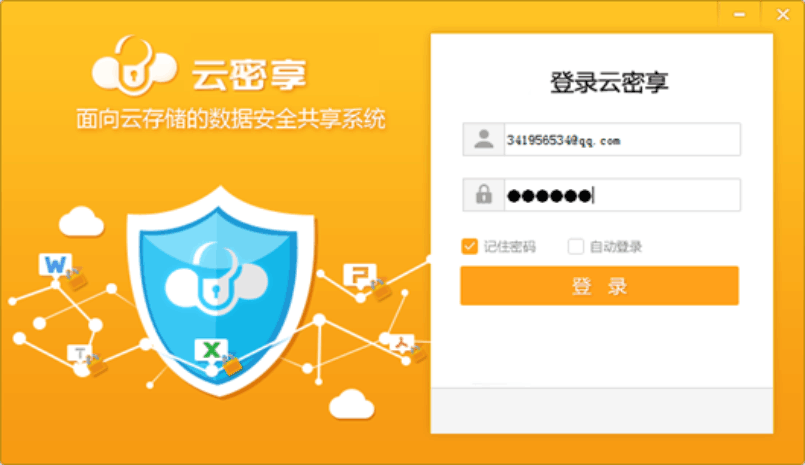 云密享
面向云存储的数据安全共享系统
登录云密享
341956534@qq.com
●●●●●●
记住密码 自动登录
登 录
W
P
T
X